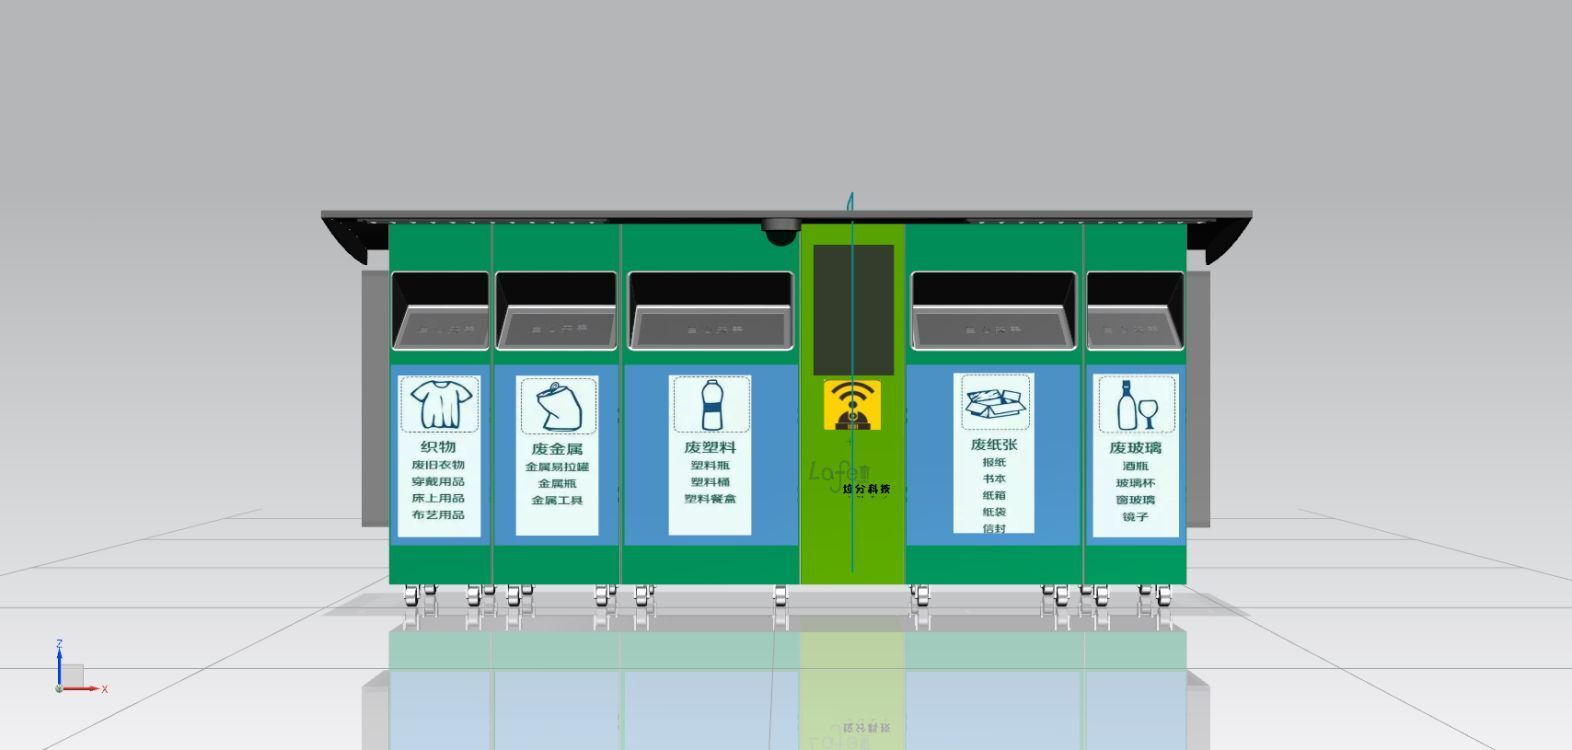 织物
废旧衣物
穿戴用品
床上用品
布艺用品
废金属
金属易拉罐
金属瓶
金属工具
废塑料
塑料瓶
塑料桶
塑料餐盒
Lafe
垃分科技
废纸张
报纸
书本
纸箱
纸袋
信封
废玻璃
酒瓶
玻璃杯
窗玻璃
镜子
Z
X